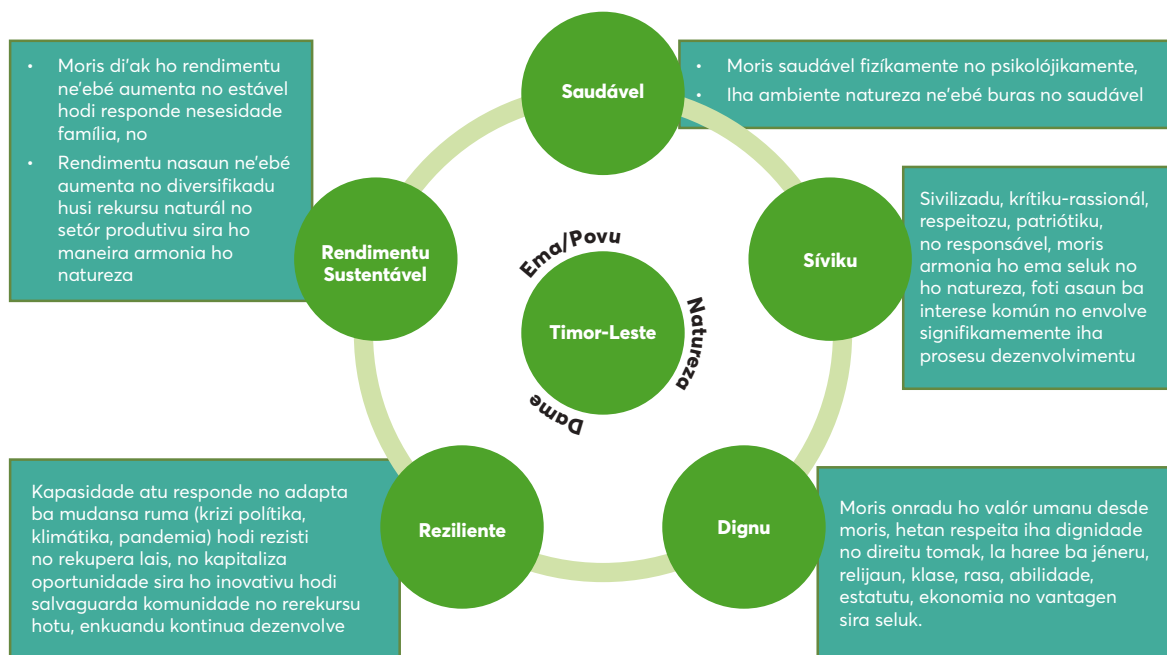 Saudável
• Moris saudável fizíkamente no psikolójikamente,
• Iha ambiente natureza ne'ebé buras no saudável
Síviku
Sivilizadu, krítiku-rassionál,
respeitozu, patriótiku,
no responsável, moris
armonia ho ema seluk no
ho natureza, foti asaun ba
interese komún no envolve
signifikamemente iha
prosesu dezenvolvimentu
Dignu
Moris onradu ho valór umanu desde
moris, hetan respeita iha dignidade
no direitu tomak, la haree ba jéneru,
relijaun, klase, rasa, abilidade,
estatutu, ekonomia no vantagen
sira seluk.
Reziliente
Kapasidade atu responde no adapta
ba mudansa ruma (krizi polítika,
klimátika, pandemia) hodi rezisti
no rekupera lais, no kapitaliza
oportunidade sira ho inovativu hodi
salvaguarda komunidade no rerekursu
hotu, enkuandu kontinua dezenvolve
Rendimentu
Sustentável
• Moris di'ak ho rendimentu
ne'ebé aumenta no estável
hodi responde nesesidade
família, no
• Rendimentu nasaun ne'ebé
aumenta no diversifikadu
husi rekursu naturál no
setór produtivu sira ho
maneira armonia ho
natureza
Ema/Povu
Natureza
Dame
Timor-Leste